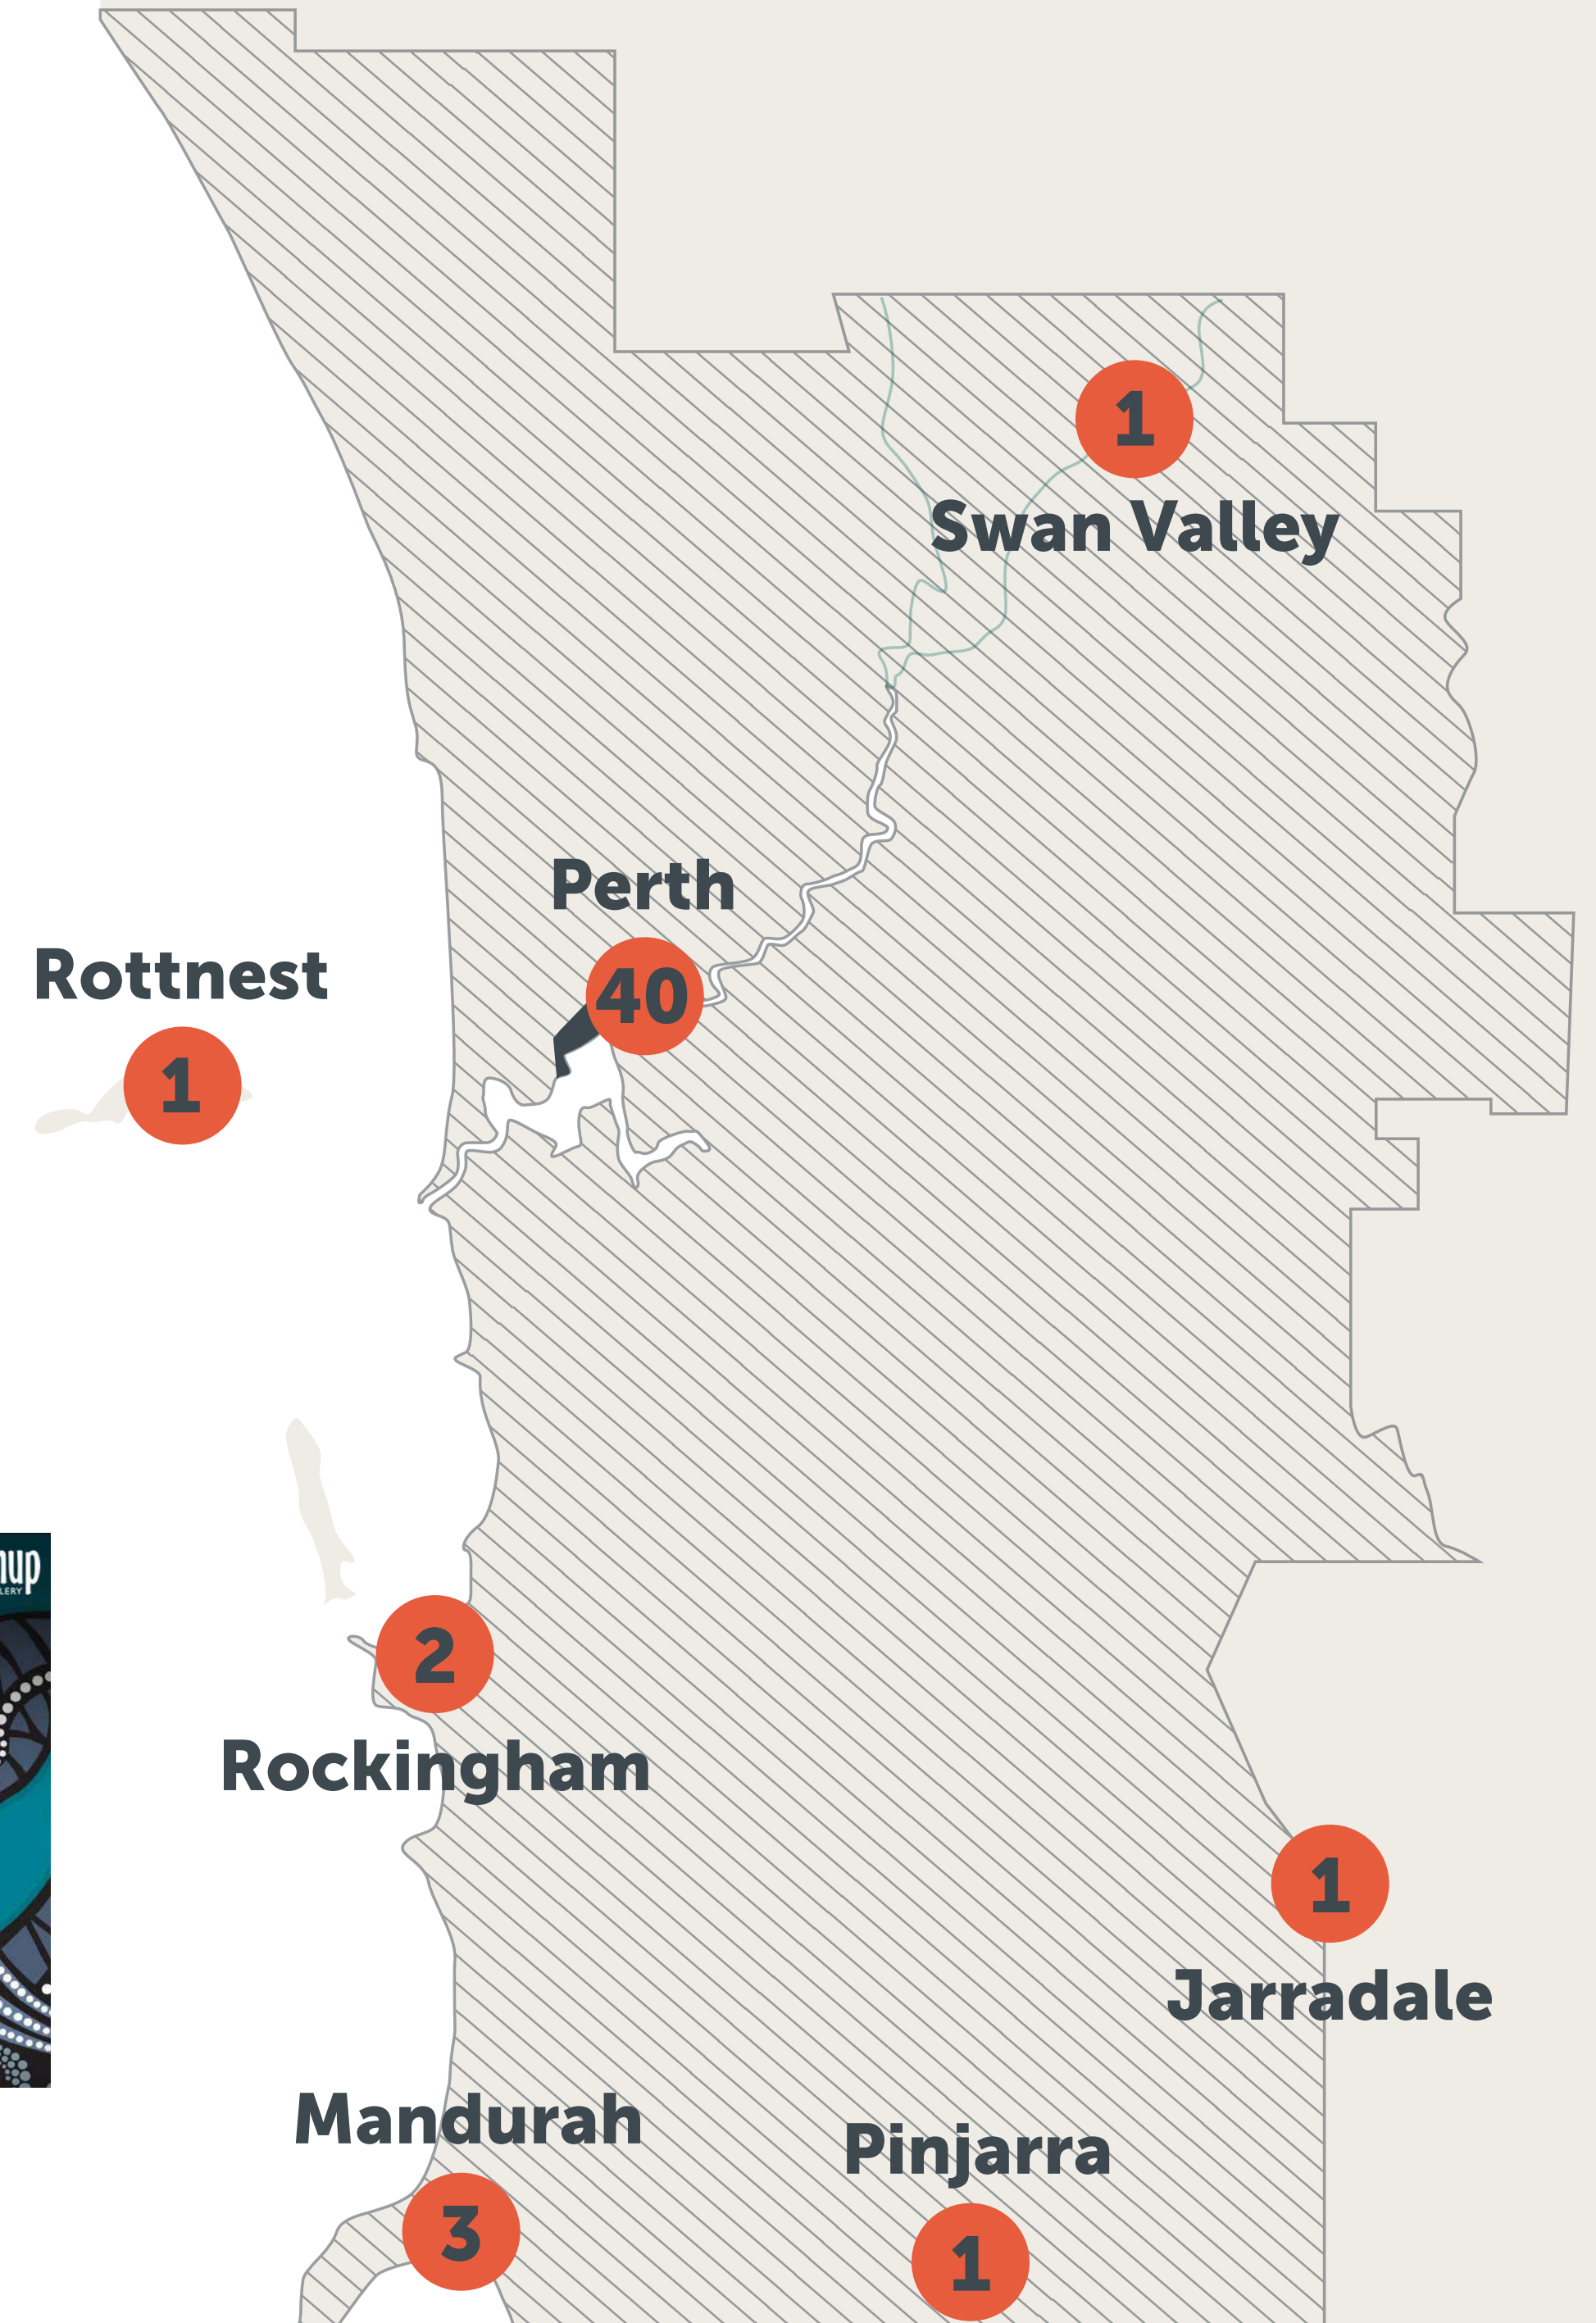 1
Swan Valley
Perth
40
Rottnest
1
2
Rockingham
1
Jarradale
Mandurah
3
Pinjarra
1